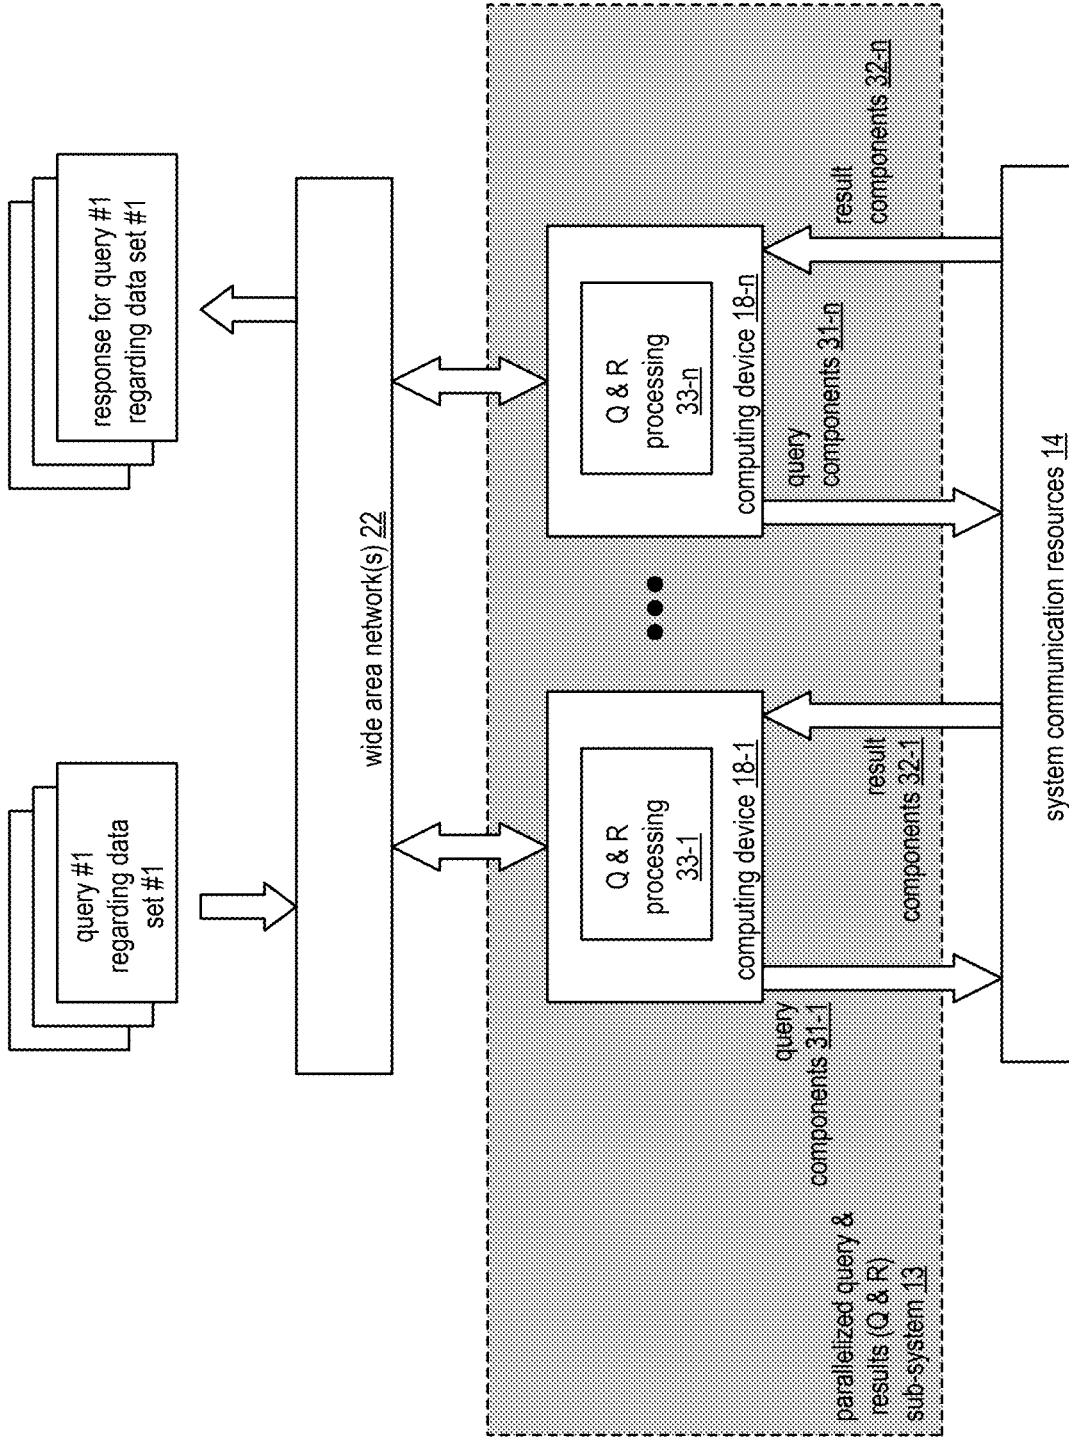 query #1
regarding data
set #1
response for query #1
regarding data set #1
wide area network(s) 22
Q & R
processing
33-1
computing device 18-1
Q & R
processing
33-n
computing device 18-n
query
components 31-1
result
components 32-1
query
components 31-n
result
components 32-n
parallelized query &
results (Q & R)
sub-system 13
system communication resources 14